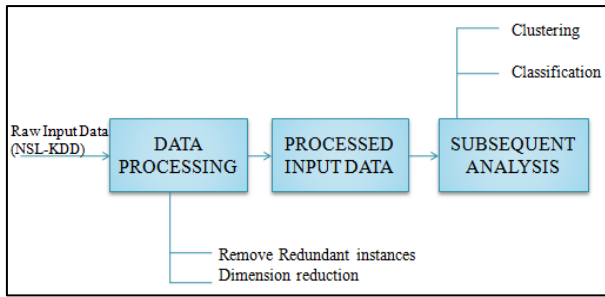 Clustering
Classification
Raw Input Data
(NSL-KDD)
DATA
PROCESSING
PROCESSED
INPUT DATA
SUBSEQUENT
ANALYSIS
Remove Redundant instances
Dimension reduction